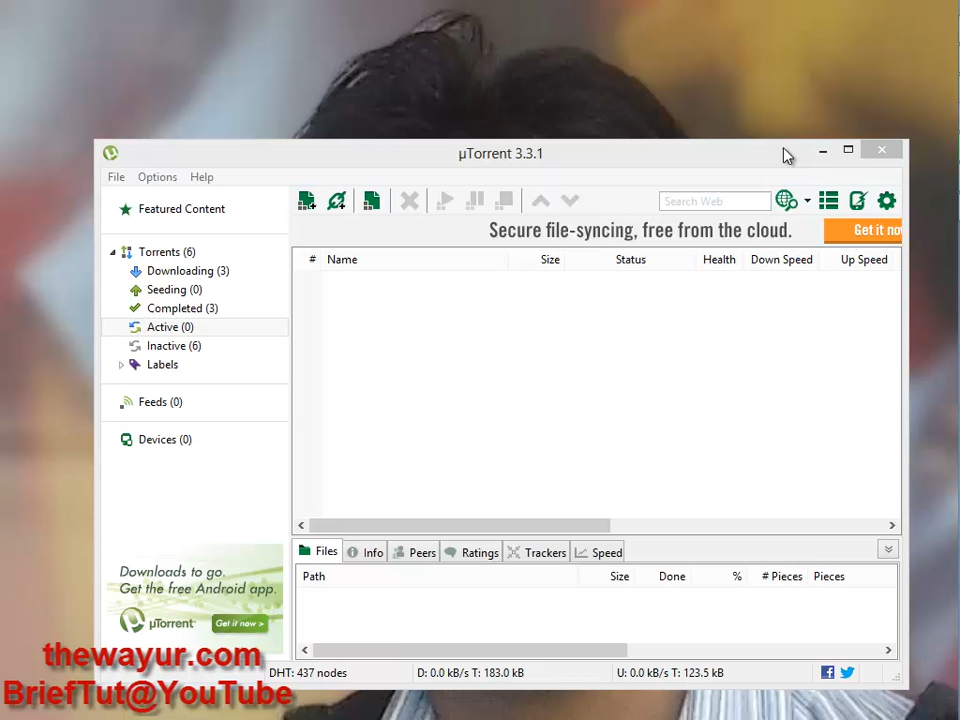 µTorrent 3.3.1
File Options Help
Search Web
Featured Content
Secure file-syncing, free from the cloud. Get it now
Torrents (6)
Downloading (3)
Seeding (0)
Completed (3)
Active (0)
Inactive (6)
Labels
Feeds (0)
Devices (0)
# Name Size Status Health Down Speed Up Speed
Files Info Peers Ratings Trackers Speed
Path Size Done % # Pieces Pieces
Downloads to go.
Get the free Android app.
µTorrent Get it now >
DHT: 437 nodes D: 0.0 kB/s T: 183.0 kB U: 0.0 kB/s T: 123.5 kB
thewayur.com
BriefTut@YouTube